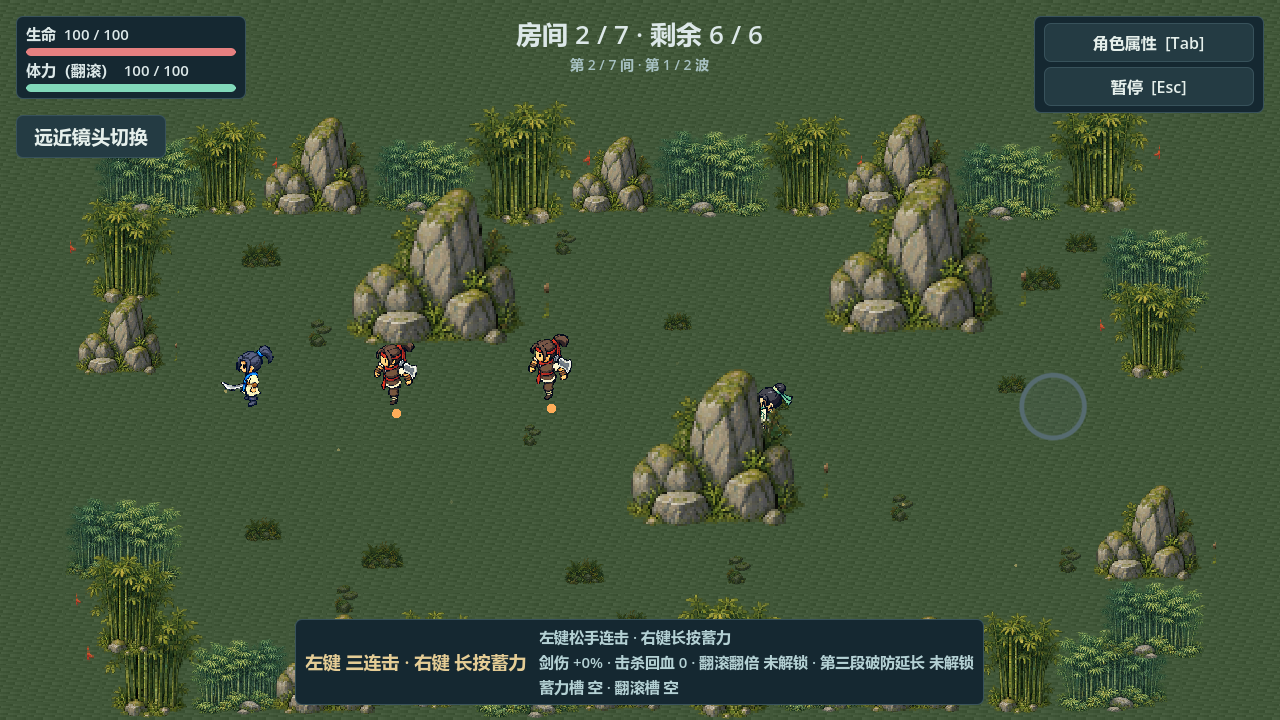 生命 100 / 100
体力（翻滚） 100 / 100
远近镜头切换
房间 2 / 7 · 剩余 6 / 6
第 2 / 7 间 · 第 1 / 2 波
角色属性 [Tab]
暂停 [Esc]
左键 三连击 · 右键 长按蓄力
左键松手连击 · 右键长按蓄力
剑伤 +0% · 击杀回血 0 · 翻滚翻倍 未解锁 · 第三段破防延长 未解锁
蓄力槽 空 · 翻滚槽 空